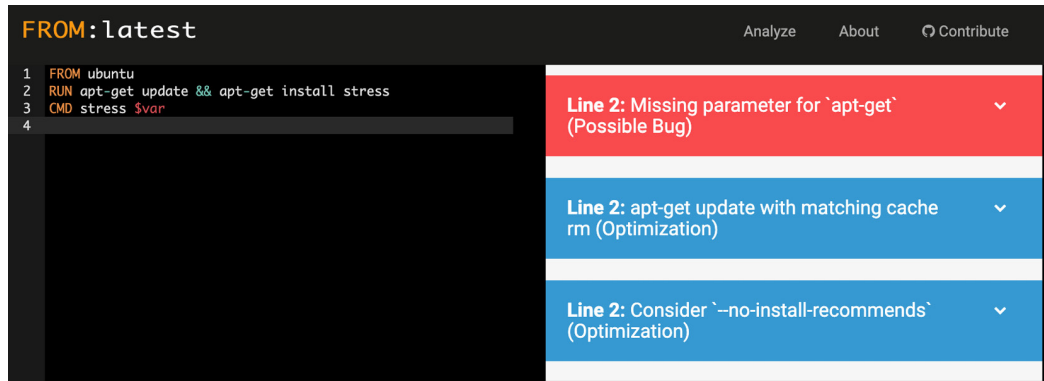 FROM:latest
Analyze About Contribute
1 FROM ubuntu
2 RUN apt-get update && apt-get install stress
3 CMD stress $var
4
Line 2: Missing parameter for `apt-get`
(Possible Bug)
Line 2: apt-get update with matching cache
rm (Optimization)
Line 2: Consider `--no-install-recommends`
(Optimization)